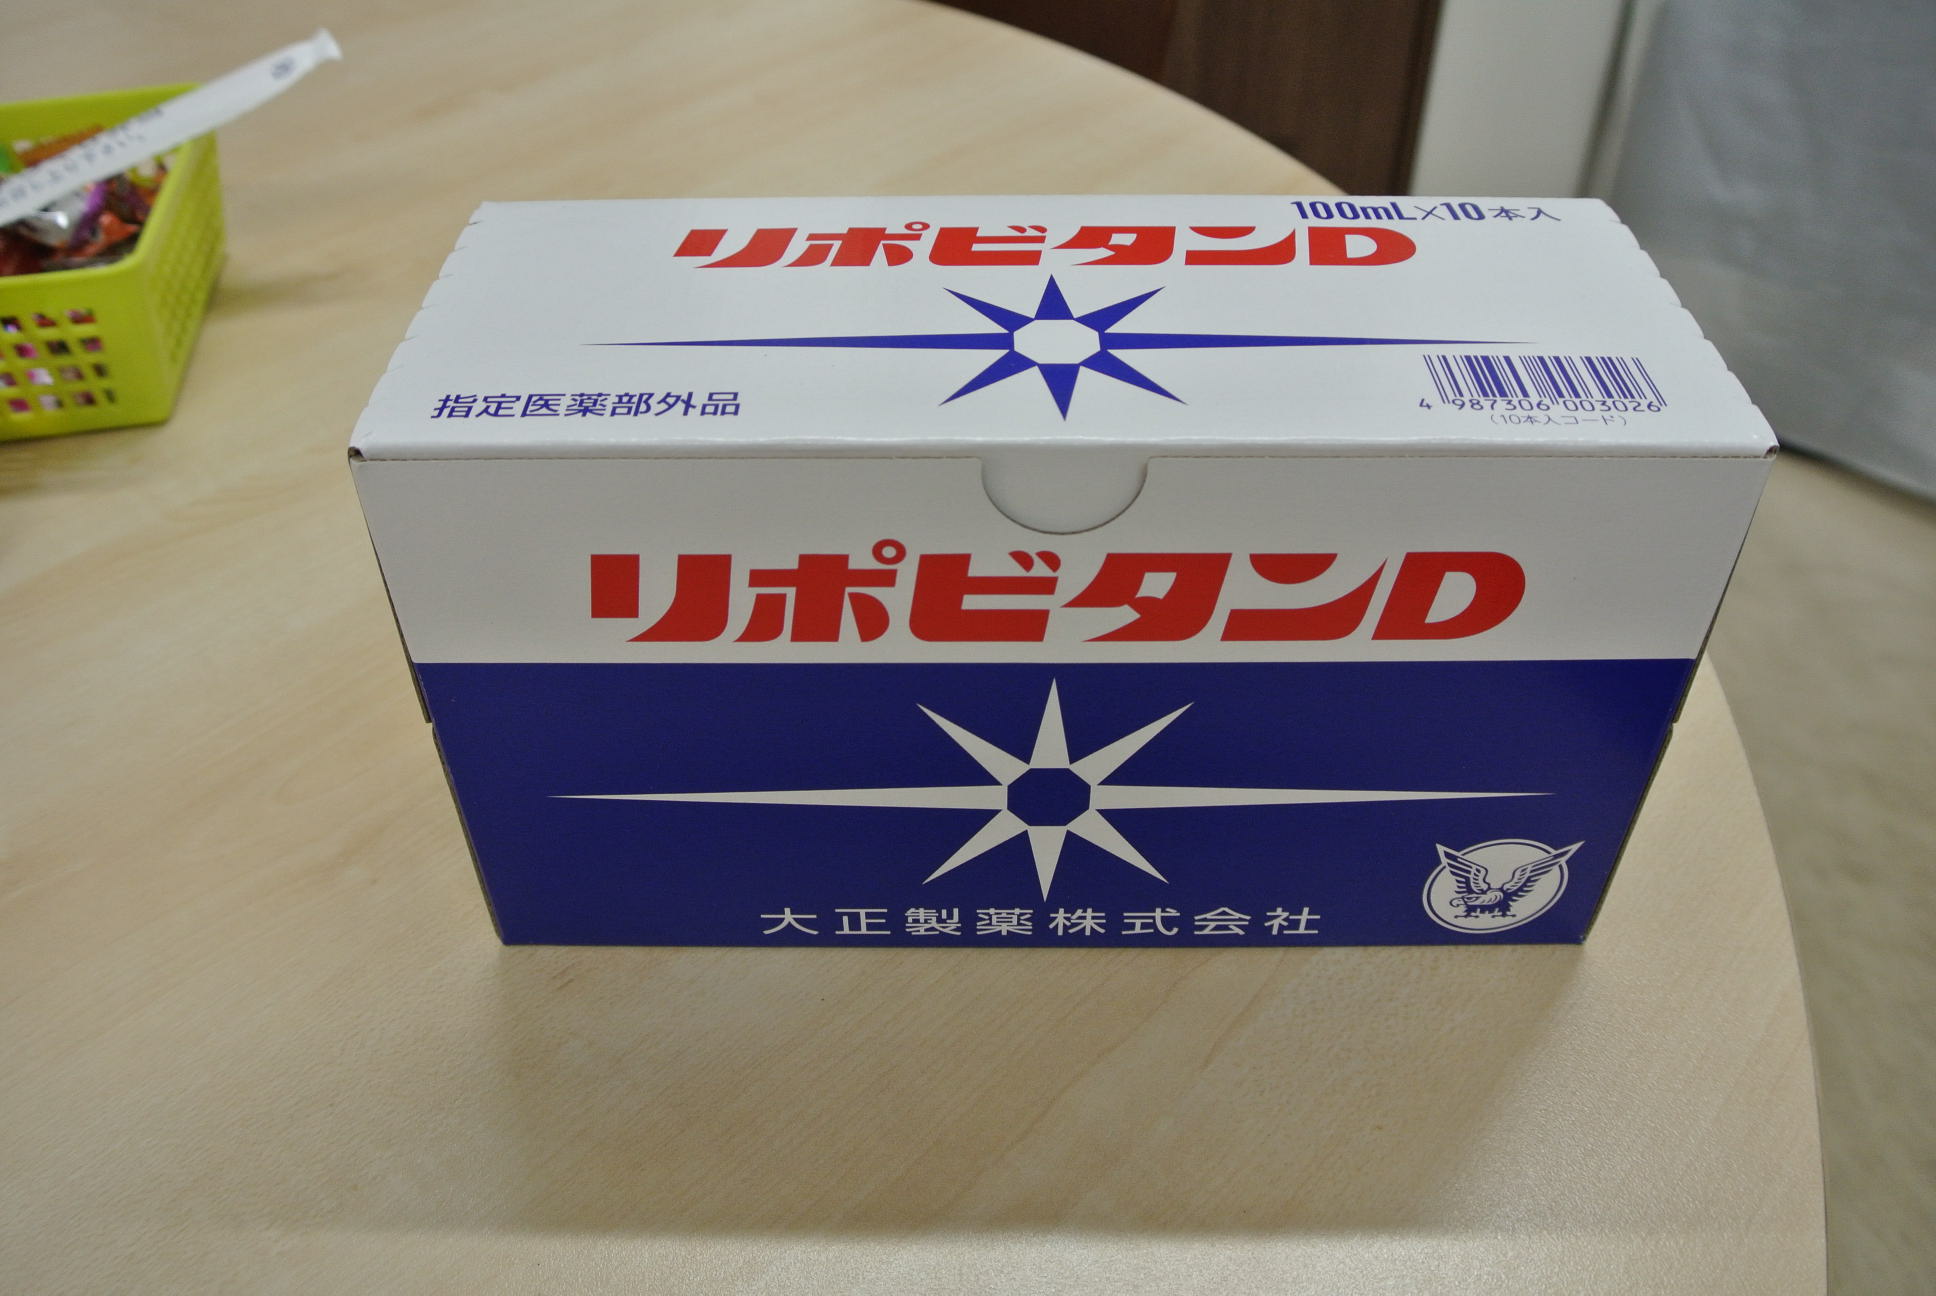 100mL×10本入
リポビタンD
指定医薬部外品
4 987306 003026
(10本入コード)
リポビタンD
大正製薬株式会社